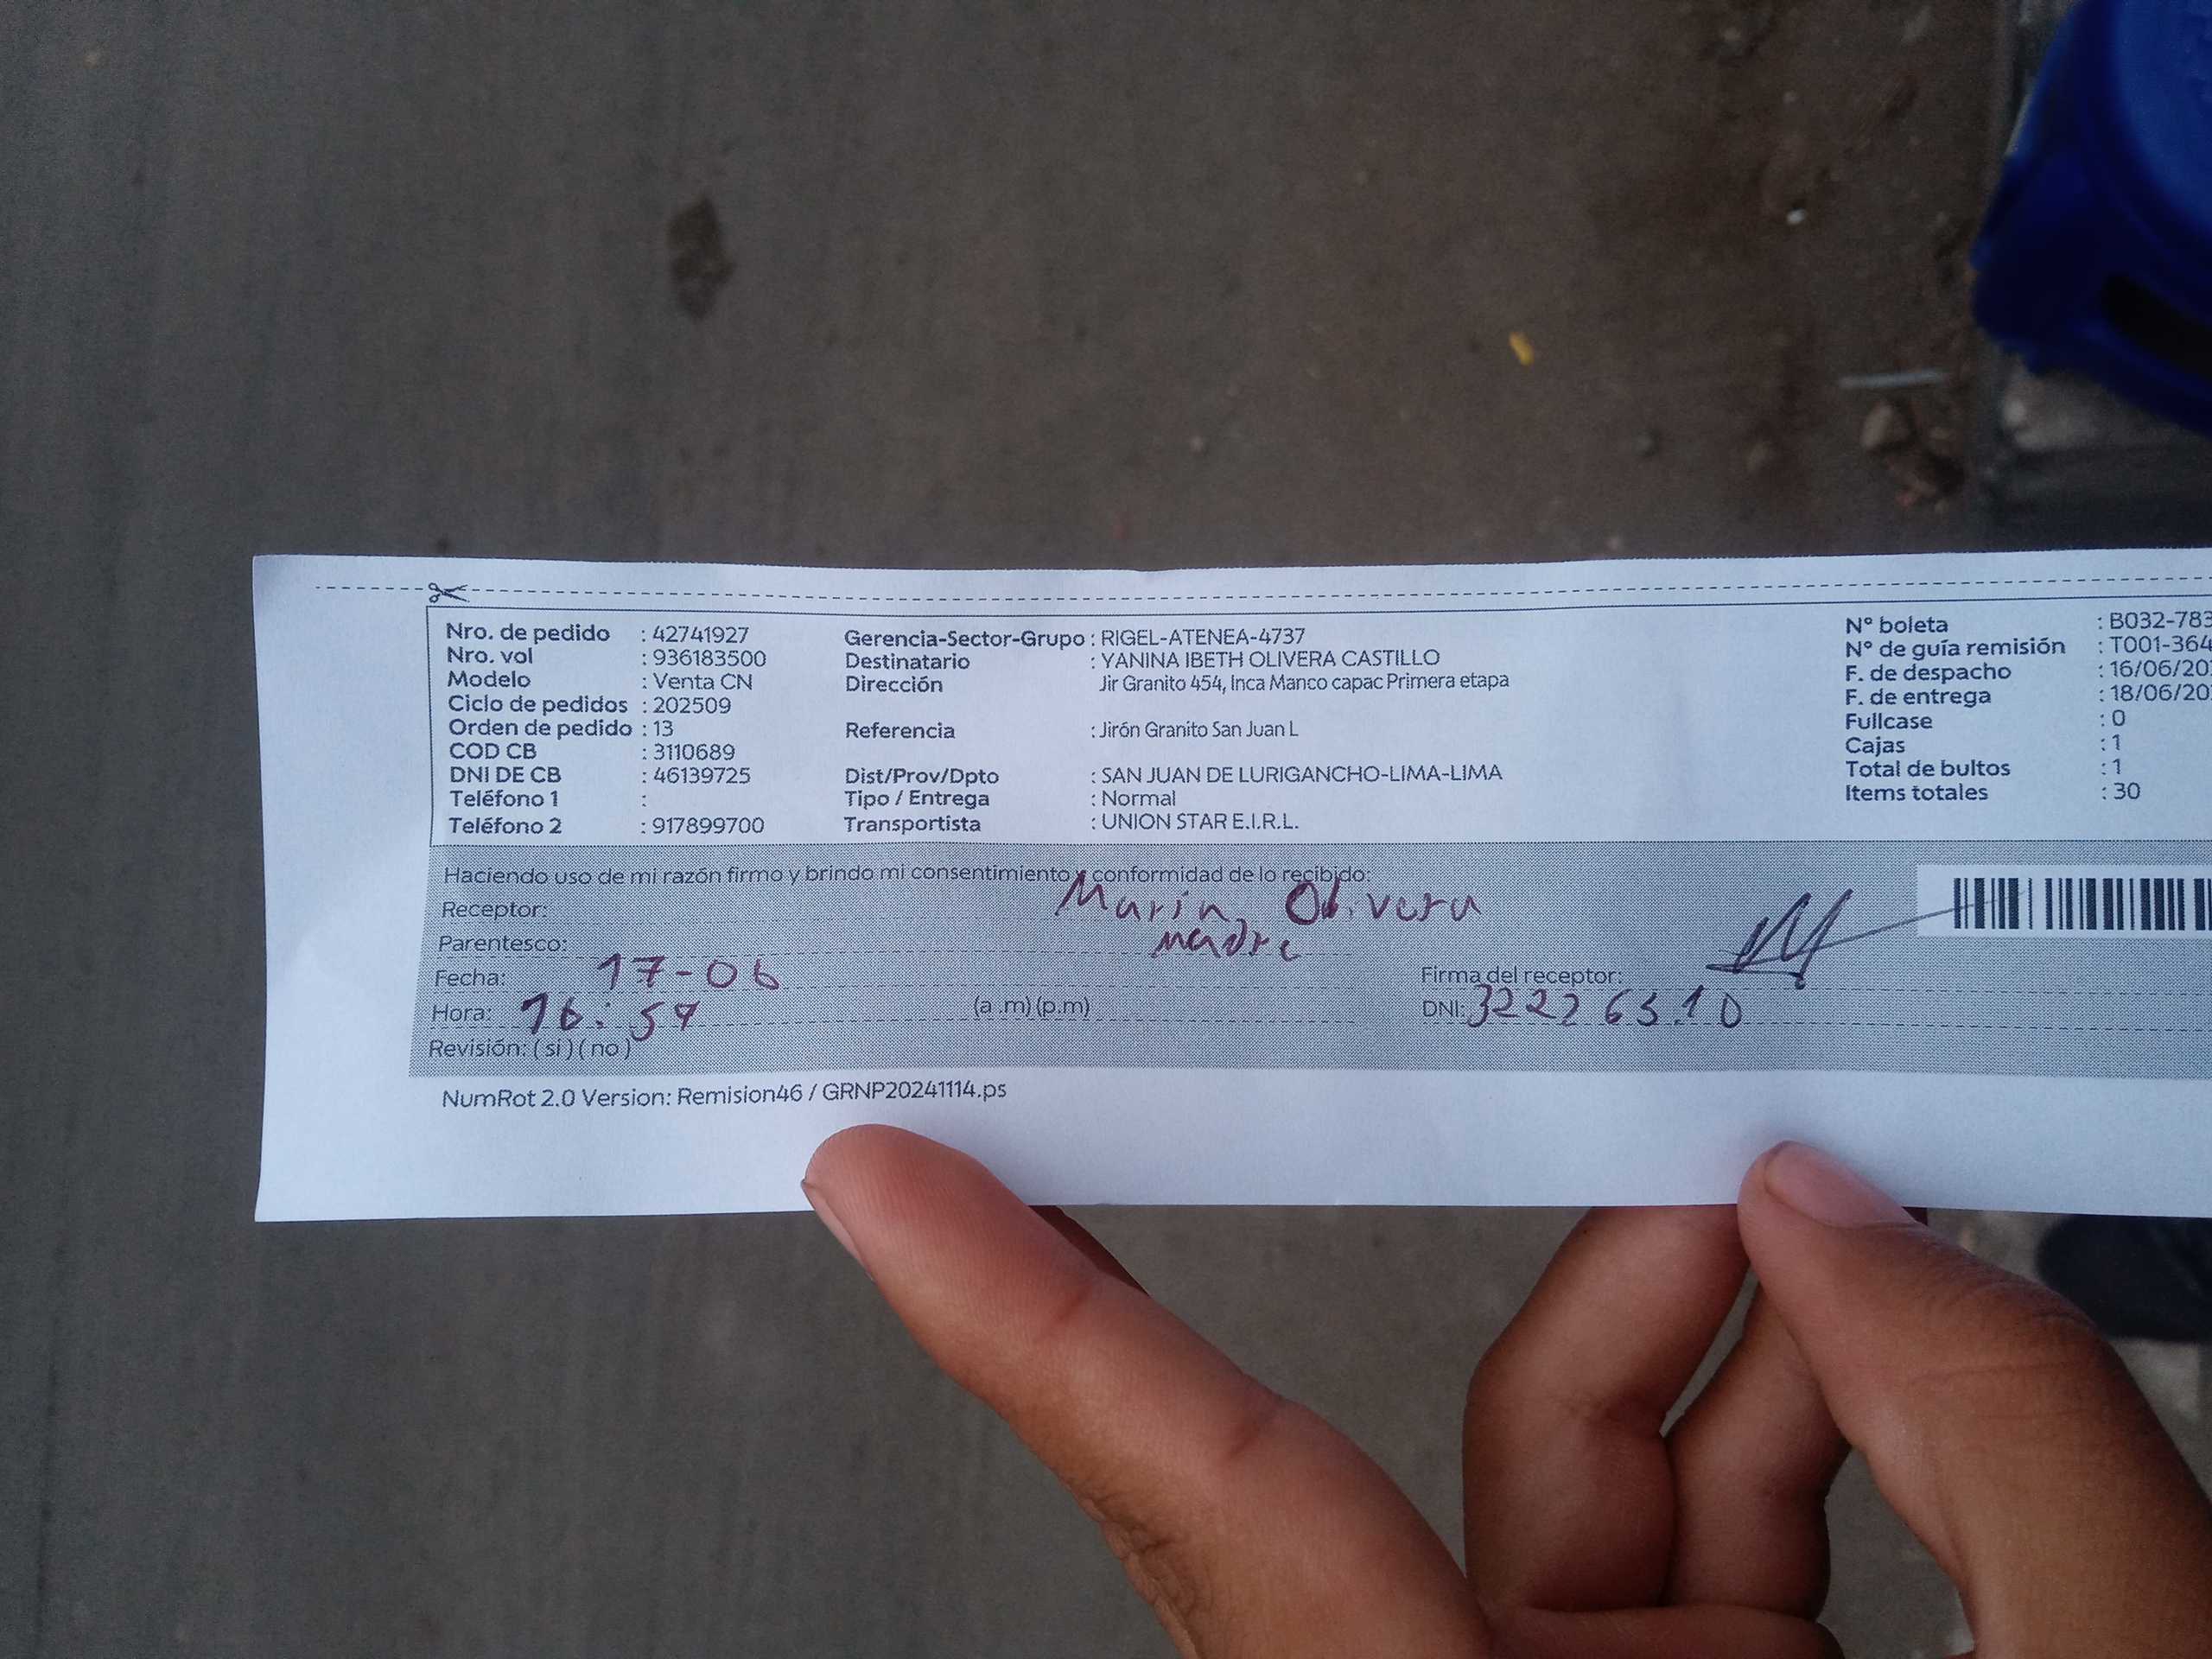 Nro. de pedido : 42741927
Nro. vol : 936183500
Modelo : Venta CN
Ciclo de pedidos : 202509
Orden de pedido : 13
COD CB : 3110689
DNI DE CB : 46139725
Teléfono 1 :
Teléfono 2 : 917899700
Gerencia-Sector-Grupo : RIGEL-ATENEA-4737
Destinatario : YANINA IBETH OLIVERA CASTILLO
Dirección Jir Granito 454, Inca Manco capac Primera etapa
Referencia : Jirón Granito San Juan L
Dist/Prov/Dpto : SAN JUAN DE LURIGANCHO-LIMA-LIMA
Tipo / Entrega : Normal
Transportista : UNION STAR E.I.R.L.
N° boleta : B032-783
N° de guía remisión : T001-364
F. de despacho : 16/06/20
F. de entrega : 18/06/20
Fullcase : 0
Cajas : 1
Total de bultos : 1
Items totales : 30
Haciendo uso de mi razón firmo y brindo mi consentimiento y conformidad de lo recibido:
Receptor: Marin, Olivera
Parentesco: madre
Fecha: 17-06
Firma del receptor:
Hora: 16:59 (a.m) (p.m)
DNI:
Revisión: ( si ) ( no )
NumRot 2.0 Version: Remision46 / GRNP20241114.ps